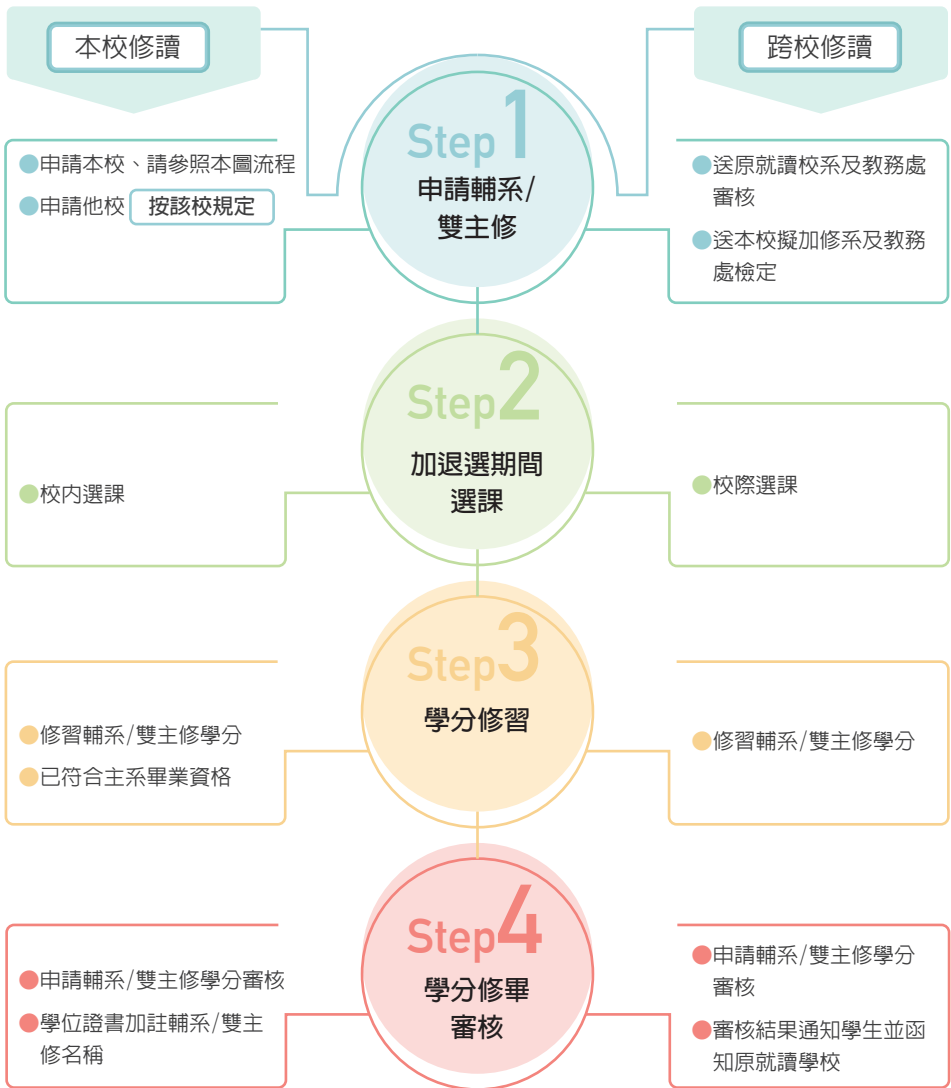 本校修讀
跨校修讀
Step 1
申請輔系/
雙主修
●申請本校、請參照本圖流程
●申請他校 按該校規定
●送原就讀校系及教務處
審核
●送本校擬加修系及教務
處檢定
Step 2
加退選期間
選課
●校內選課
●校際選課
Step 3
學分修習
●修習輔系/雙主修學分
●已符合主系畢業資格
●修習輔系/雙主修學分
Step 4
學分修畢
審核
●申請輔系/雙主修學分審核
●學位證書加註輔系/雙主
修名稱
●申請輔系/雙主修學分
審核
●審核結果通知學生並函
知原就讀學校